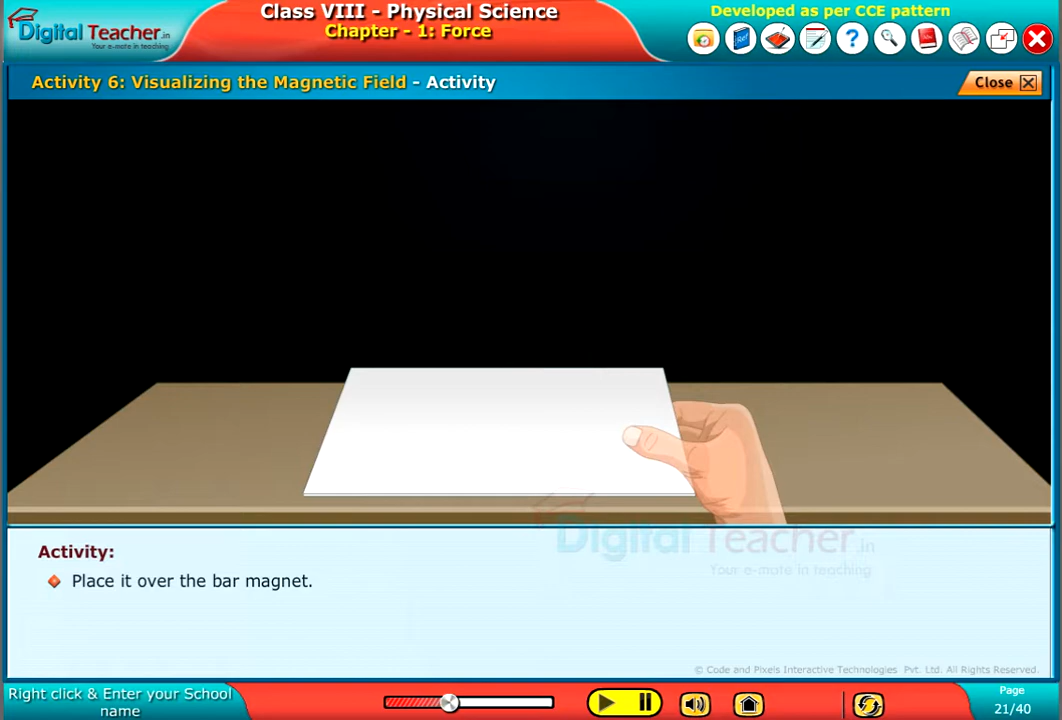 Digital Teacher.in
Your e-mate in teaching
Class VIII - Physical Science
Chapter - 1: Force
Developed as per CCE pattern
Activity 6: Visualizing the Magnetic Field - Activity
Close
Activity:
Place it over the bar magnet.
Digital Teacher.in
Your e-mate in teaching
© Code and Pixels Interactive Technologies Pvt. Ltd. All Rights Reserved.
Right click & Enter your School
name
Page
21/40